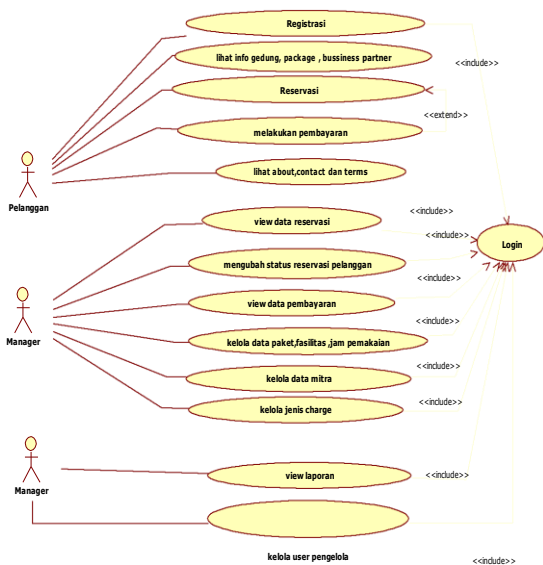 Registrasi
lihat info gedung, package , bussiness partner
<<include>>
Reservasi
<<extend>>
melakukan pembayaran
lihat about,contact dan terms
Pelanggan
view data reservasi
<<include>>
<<include>>
Login
mengubah status reservasi pelanggan
<<include>>
view data pembayaran
Manager
<<include>>
kelola data paket,fasilitas ,jam pemakaian
<<include>>
kelola data mitra
kelola jenis charge
<<include>>
view laporan
<<include>>
Manager
kelola user pengelola
<<include>>